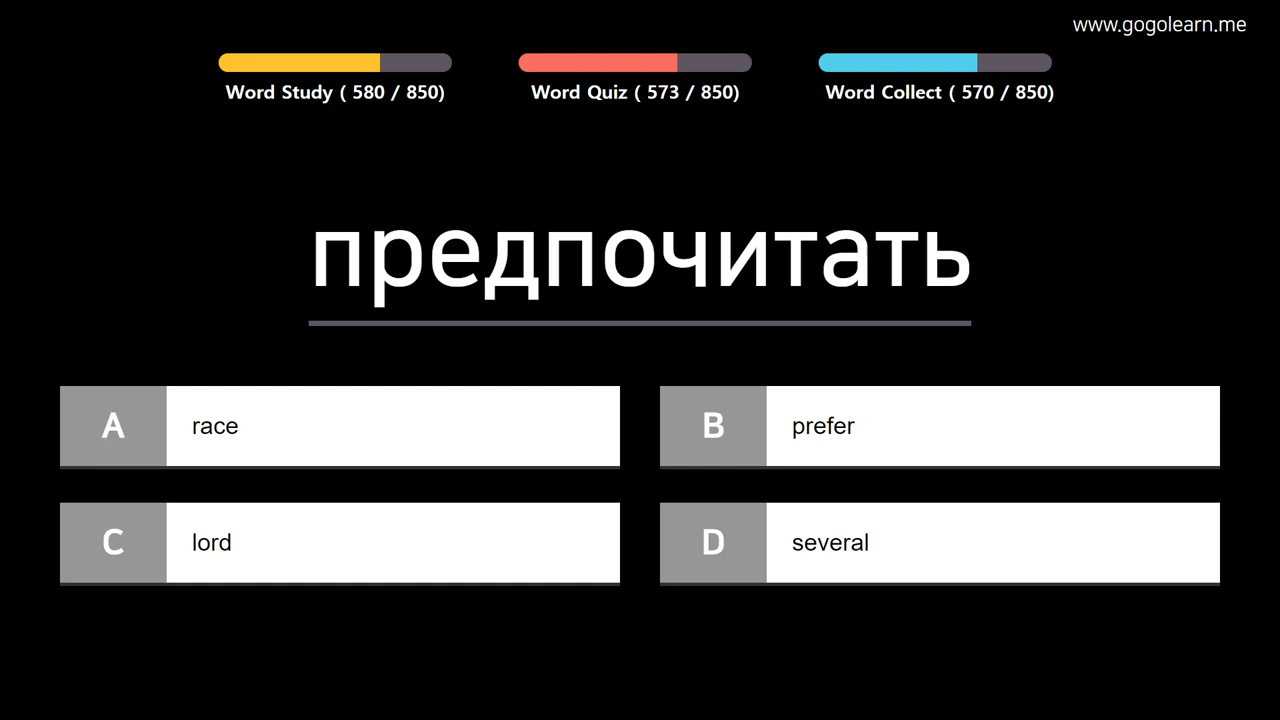 www.gogolearn.me
Word Study ( 580 / 850)
Word Quiz ( 573 / 850)
Word Collect ( 570 / 850)
предпочитать
A race
B prefer
C lord
D several